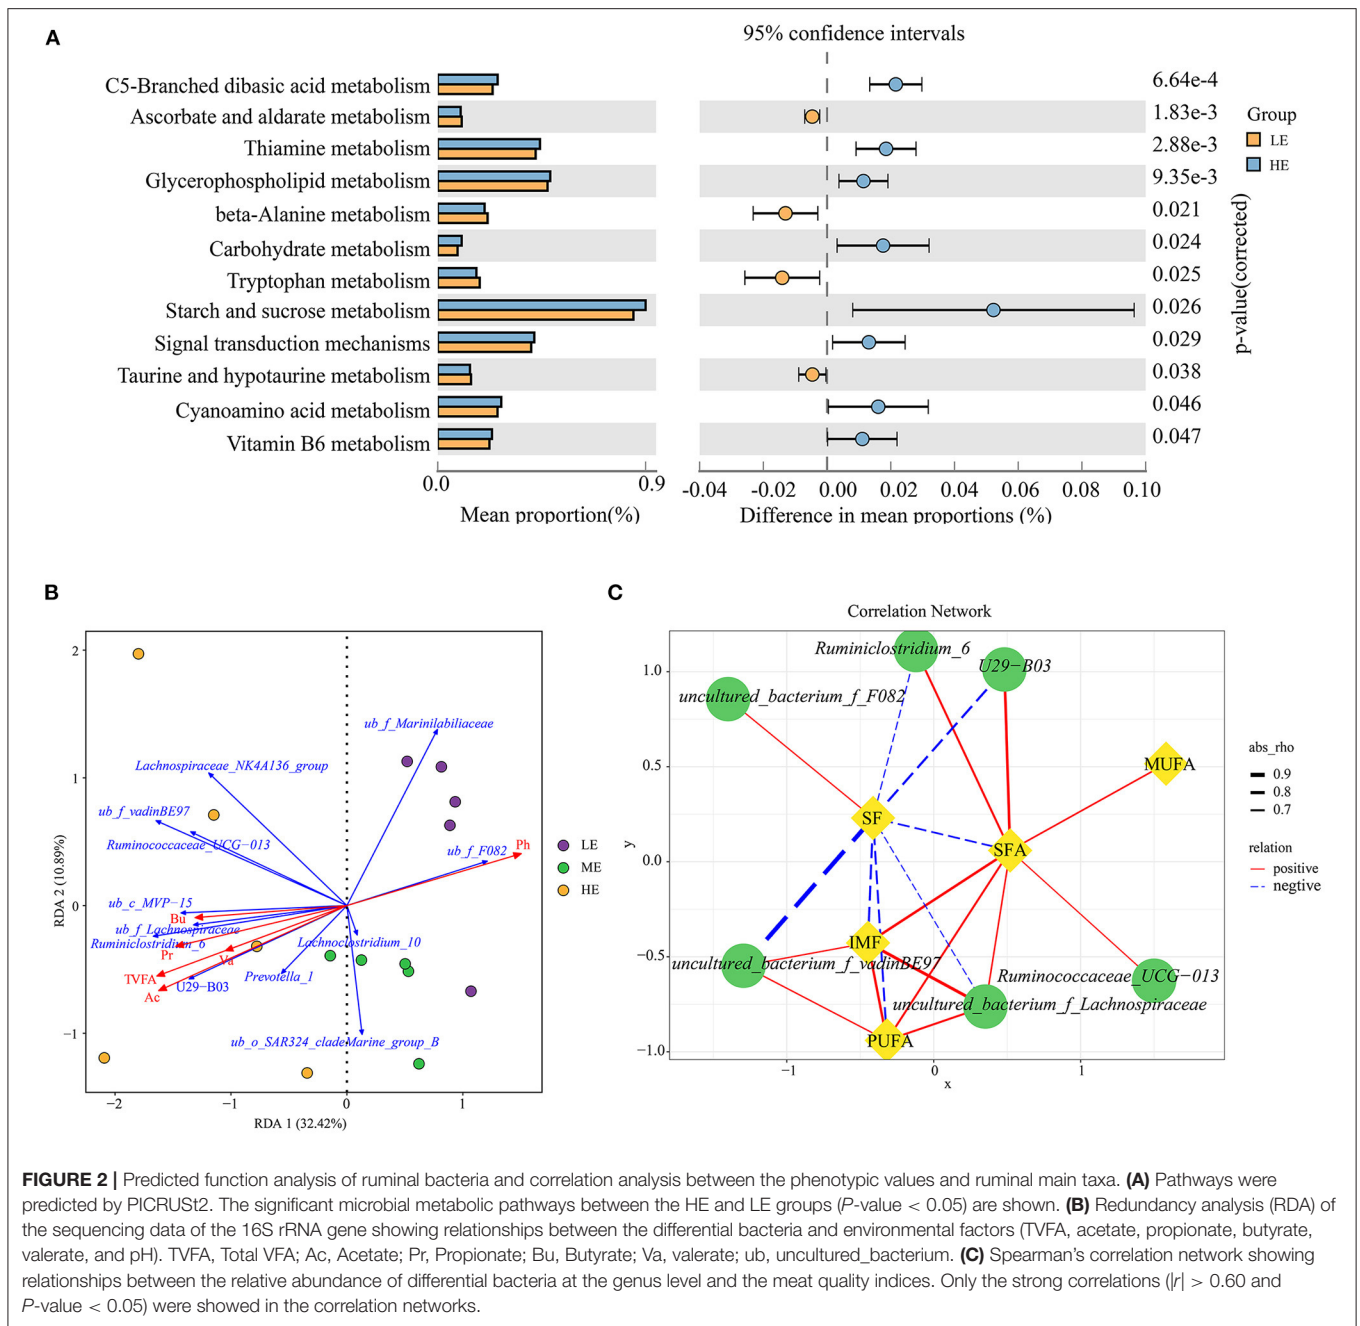 A
95% confidence intervals
C5-Branched dibasic acid metabolism
6.64e-4
Ascorbate and aldarate metabolism
1.83e-3
Thiamine metabolism
2.88e-3
Glycerophospholipid metabolism
9.35e-3
beta-Alanine metabolism
0.021
Carbohydrate metabolism
0.024
Tryptophan metabolism
0.025
Starch and sucrose metabolism
0.026
Signal transduction mechanisms
0.029
Taurine and hypotaurine metabolism
0.038
Cyanoamino acid metabolism
0.046
Vitamin B6 metabolism
0.047
Group
LE
HE
p-value(corrected)
0.0 0.9
Mean proportion(%)
-0.04 -0.02 0.00 0.02 0.04 0.06 0.08 0.10
Difference in mean proportions (%)
B
2
1
0
−1
RDA 2 (10.89%)
ub_f_Marinilabiliaceae
Lachnospiraceae_NK4A136_group
ub_f_vadinBE97
Ruminococcaceae_UCG−013
Ph
ub_f_F082
ub_c_MVP−15
Bu
ub_f_Lachnospiraceae
Ruminiclostridium_6
Lachnoclostridium_10
Pr
Va
TVFA
Prevotella_1
U29−B03
Ac
ub_o_SAR324_cladeMarine_group_B
−2 −1 0 1
RDA 1 (32.42%)
LE
ME
HE
C
Correlation Network
1.0
0.5
0.0
−0.5
−1.0
y
Ruminiclostridium_6
U29−B03
uncultured_bacterium_f_F082
MUFA
SF
SFA
IMF
uncultured_bacterium_f_vadinBE97
Ruminococcaceae_UCG−013
uncultured_bacterium_f_Lachnospiraceae
PUFA
−1 0 1
x
abs_rho
0.9
0.8
0.7
relation
positive
negtive
FIGURE 2 | Predicted function analysis of ruminal bacteria and correlation analysis between the phenotypic values and ruminal main taxa. (A) Pathways were
predicted by PICRUSt2. The significant microbial metabolic pathways between the HE and LE groups (P-value < 0.05) are shown. (B) Redundancy analysis (RDA) of
the sequencing data of the 16S rRNA gene showing relationships between the differential bacteria and environmental factors (TVFA, acetate, propionate, butyrate,
valerate, and pH). TVFA, Total VFA; Ac, Acetate; Pr, Propionate; Bu, Butyrate; Va, valerate; ub, uncultured_bacterium. (C) Spearman's correlation network showing
relationships between the relative abundance of differential bacteria at the genus level and the meat quality indices. Only the strong correlations (|r| > 0.60 and
P-value < 0.05) were showed in the correlation networks.